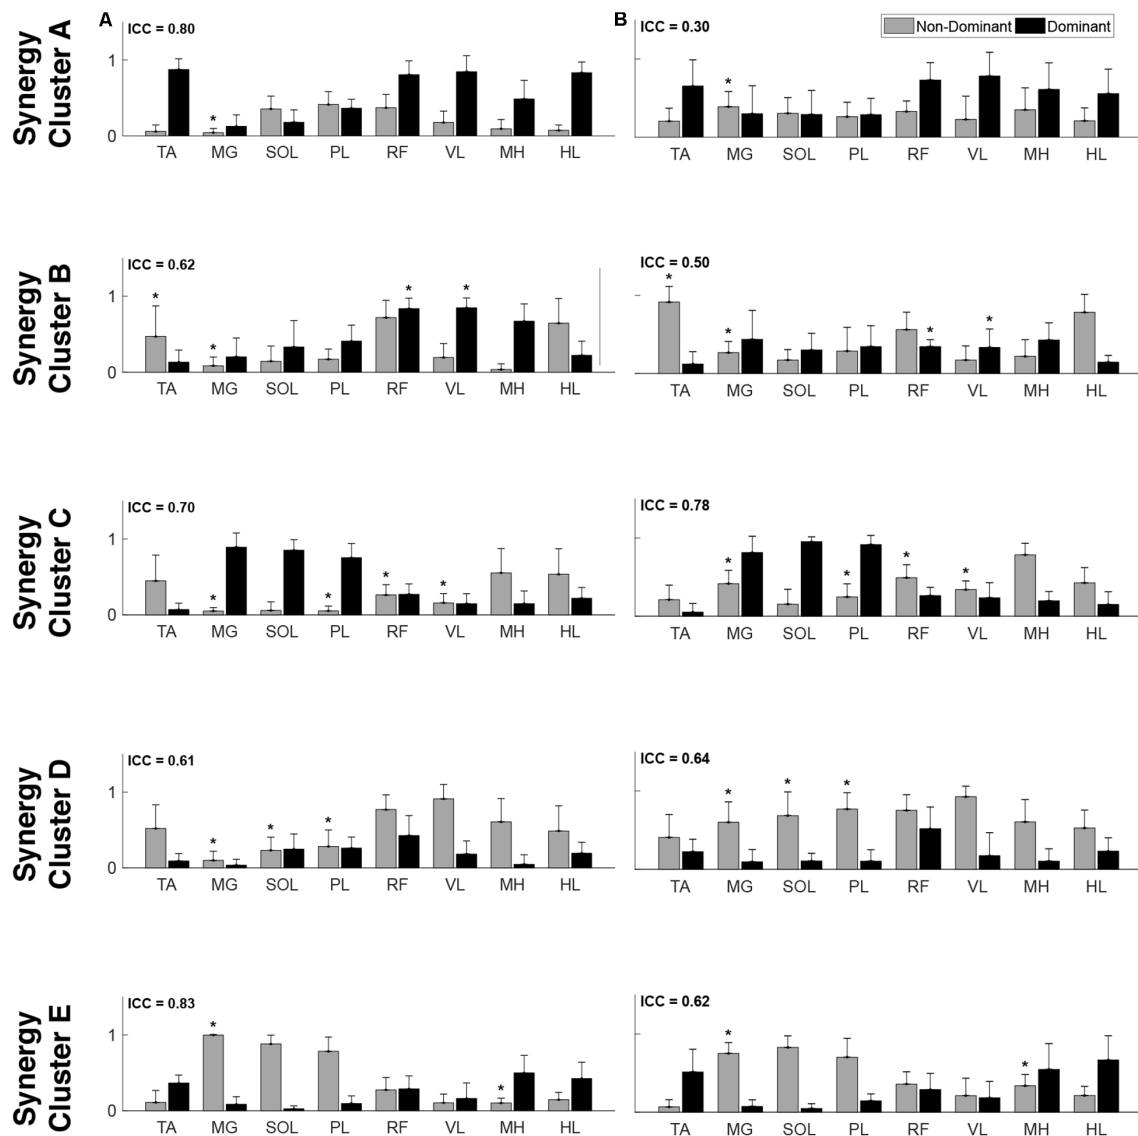 A
B
Non-Dominant
Dominant
Synergy
Cluster A
ICC = 0.80
1
0
*
TA MG SOL PL RF VL MH HL
ICC = 0.30
*
TA MG SOL PL RF VL MH HL
Synergy
Cluster B
ICC = 0.62
1
0
* * * *
TA MG SOL PL RF VL MH HL
ICC = 0.50
* * * *
TA MG SOL PL RF VL MH HL
Synergy
Cluster C
ICC = 0.70
1
0
* * * *
TA MG SOL PL RF VL MH HL
ICC = 0.78
* * * *
TA MG SOL PL RF VL MH HL
Synergy
Cluster D
ICC = 0.61
1
0
* * *
TA MG SOL PL RF VL MH HL
ICC = 0.64
* * *
TA MG SOL PL RF VL MH HL
Synergy
Cluster E
ICC = 0.83
1
0
* *
TA MG SOL PL RF VL MH HL
ICC = 0.62
* *
TA MG SOL PL RF VL MH HL